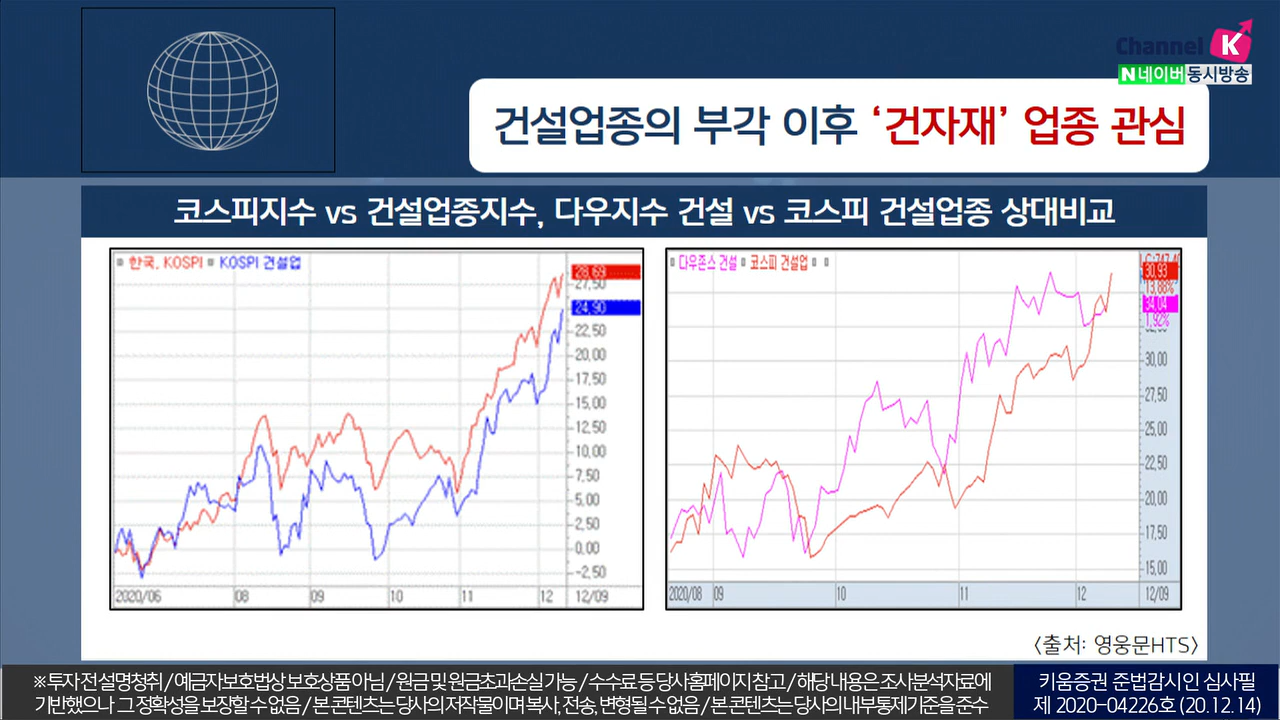 Channel K
N 네이버 동시방송
건설업종의 부각 이후 ‘건자재’ 업종 관심
코스피지수 vs 건설업종지수, 다우지수 건설 vs 코스피 건설업종 상대비교
한국, KOSPI KOSPI 건설업
28,69
27,50
24,90
22,50
20,00
17,50
15,00
12,50
10,00
7,50
5,00
2,50
0,00
-2,50
2020/06 08 09 10 11 12 12/09
다우존스 건설 코스피 건설업
30,93
13,88%
34,04
1,92%
30,00
27,50
25,00
22,50
20,00
17,50
15,00
2020/08 09 10 11 12 12/09
<출처: 영웅문HTS>
※ 투자 전 설명청취 / 예금자보호법상 보호상품 아님 / 원금 및 원금초과손실 가능 / 수수료 등 당사홈페이지 참고 / 해당 내용은 조사분석자료에
기반했으나 그 정확성을 보장할 수 없음 / 본 콘텐츠는 당사의 저작물이며 복사, 전송, 변형될 수 없음 / 본 콘텐츠는 당사의 내부통제기준을 준수
키움증권 준법감시인 심사필
제 2020-04226호 (20.12.14)